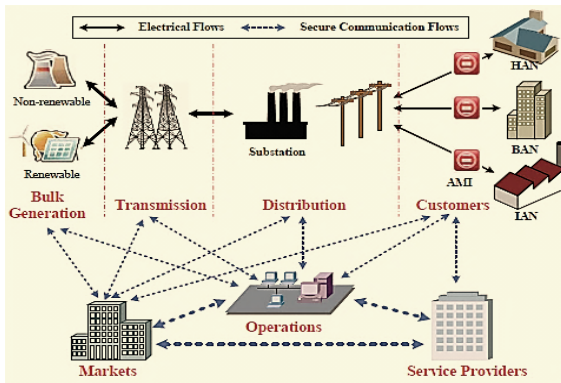 Electrical Flows
Secure Communication Flows
Non-renewable
Renewable
Substation
HAN
BAN
AMI
IAN
Bulk
Generation
Transmission
Distribution
Customers
Operations
Markets
Service Providers